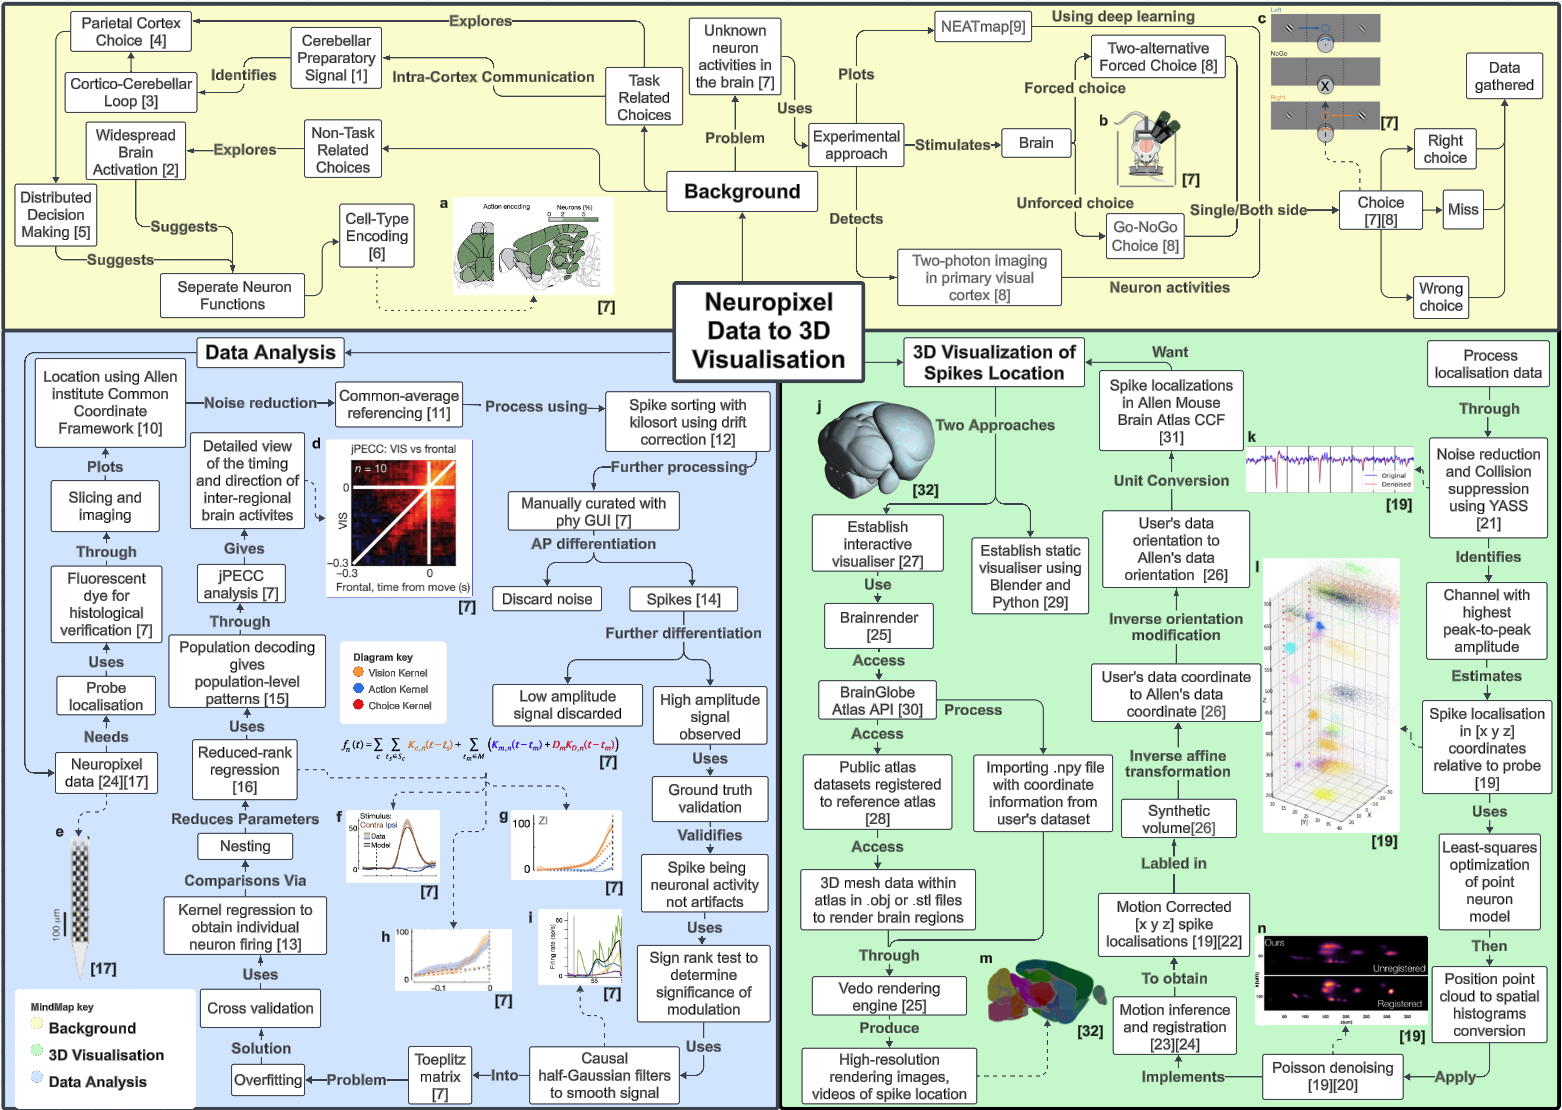 Parietal Cortex
Choice [4]
Explores
Cerebellar
Preparatory
Signal [1]
Identifies
Intra-Cortex Communication
Cortico-Cerebellar
Loop [3]
Task
Related
Choices
Widespread
Brain
Activation [2]
Explores
Non-Task
Related
Choices
Distributed
Decision
Making [5]
Suggests
Suggests
Seperate Neuron
Functions
Cell-Type
Encoding
[6]
a
Action encoding
Neurons (%)
0 2 5
[7]
Unknown
neuron
activities in
the brain [7]
Problem
Uses
Background
Experimental
approach
Plots
NEATmap[9]
Using deep learning
Stimulates
Brain
Two-alternative
Forced Choice [8]
Forced choice
b
[7]
Unforced choice
Go-NoGo
Choice [8]
Detects
Two-photon imaging
in primary visual
cortex [8]
Neuron activities
Single/Both side
c
Left
NoGo
X
Right
[7]
Choice
[7][8]
Right
choice
Miss
Wrong
choice
Data
gathered
Neuropixel
Data to 3D
Visualisation
Data Analysis
Location using Allen
institute Common
Coordinate
Framework [10]
Noise reduction
Common-average
referencing [11]
Process using
Spike sorting with
kilosort using drift
correction [12]
Further processing
Plots
Slicing and
imaging
Through
Fluorescent
dye for
histological
verification [7]
Uses
Probe
localisation
Needs
Neuropixel
data [24][17]
e
100 µm
[17]
Detailed view
of the timing
and direction of
inter-regional
brain activites
Gives
jPECC
analysis [7]
Through
Population decoding
gives
population-level
patterns [15]
Uses
Reduced-rank
regression
[16]
Reduces Parameters
Nesting
Comparisons Via
Kernel regression to
obtain individual
neuron firing [13]
Uses
Cross validation
Solution
Overfitting
Problem
Toeplitz
matrix
[7]
Into
Causal
half-Gaussian filters
to smooth signal
d
jPECC: VIS vs frontal
n = 10
0
VIS
−0.3
−0.3 0
Frontal, time from move (s)
[7]
Manually curated with
phy GUI [7]
AP differentiation
Discard noise
Spikes [14]
Further differentiation
Low amplitude
signal discarded
High amplitude
signal
observed
Uses
Ground truth
validation
Validifies
Spike being
neuronal activity
not artifacts
Uses
Sign rank test to
determine
significance of
modulation
Uses
Diagram key
Vision Kernel
Action Kernel
Choice Kernel
fn(t) = ∑c ∑ts∈Sc Kc,n(t−ts) + ∑tm∈M (Km,n(t−tm) + DmKD,n(t−tm))
[7]
f
Stimulus:
Contra Ipsi
50
Data
Model
0
[7]
g
100
ZI
0
[7]
h
100
0
−0.1 0
[7]
i
Firing rate (sp/s)
[7]
MindMap key
Background
3D Visualisation
Data Analysis
3D Visualization of
Spikes Location
j
[32]
Two Approaches
Establish
interactive
visualiser [27]
Use
Brainrender
[25]
Access
BrainGlobe
Atlas API [30]
Access
Process
Public atlas
datasets registered
to reference atlas
[28]
Access
3D mesh data within
atlas in .obj or .stl files
to render brain regions
Importing .npy file
with coordinate
information from
user's dataset
Through
Vedo rendering
engine [25]
Produce
High-resolution
rendering images,
videos of spike location
m
[32]
Establish static
visualiser using
Blender and
Python [29]
Want
Spike localizations
in Allen Mouse
Brain Atlas CCF
[31]
Unit Conversion
User's data
orientation to
Allen's data
orientation [26]
Inverse orientation
modification
User's data coordinate
to Allen's data
coordinate [26]
Inverse affine
transformation
Synthetic
volume[26]
Labled in
Motion Corrected
[x y z] spike
localisations [19][22]
To obtain
Motion inference
and registration
[23][24]
Implements
Poisson denoising
[19][20]
Apply
k
Original
Denoised
[19]
l
[19]
n
Ours
Unregistered
Registered
[19]
Process
localisation data
Through
Noise reduction
and Collision
suppression
using YASS
[21]
Identifies
Channel with
highest
peak-to-peak
amplitude
Estimates
Spike localisation
in [x y z]
coordinates
relative to probe
[19]
Uses
Least-squares
optimization
of point
neuron
model
Then
Position point
cloud to spatial
histograms
conversion